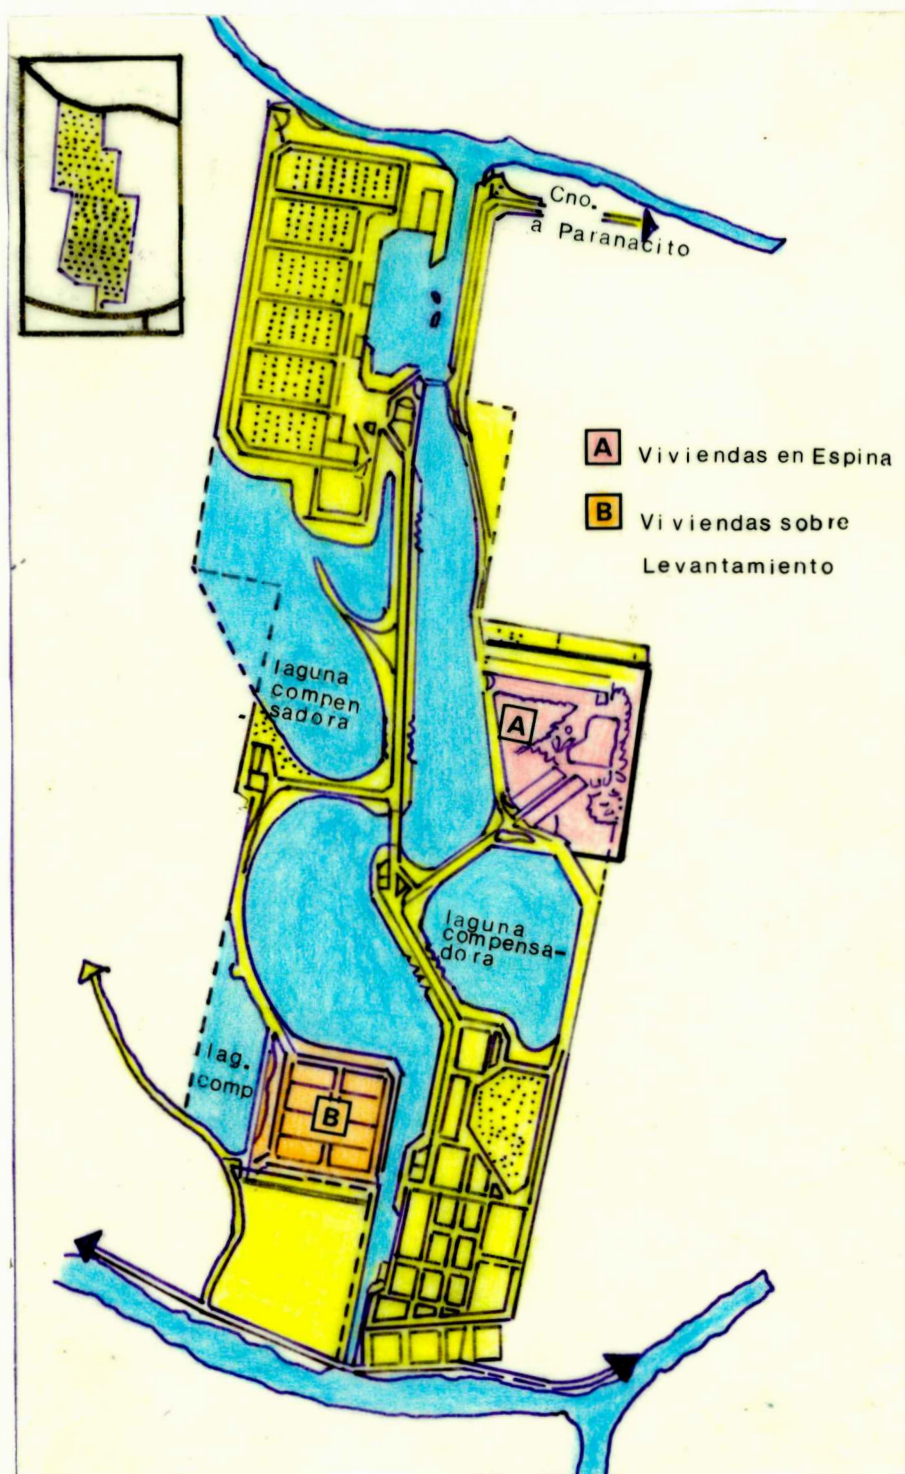 Cno.
a Paranacito
A Viviendas en Espina
B Viviendas sobre
Levantamiento
laguna
compen
sadora
A
laguna
compensa-
dora
lag.
comp
B